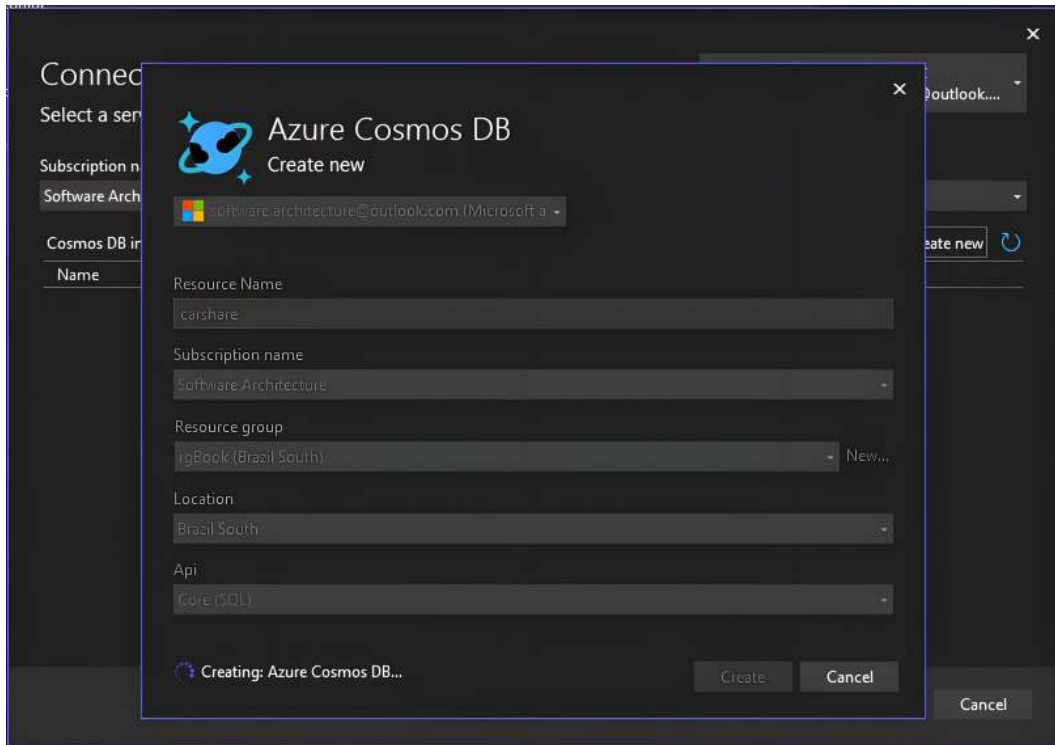 Connec
Select a ser
@outlook....
Subscription n
Software Arch
Cosmos DB in
eate new
Name
Azure Cosmos DB
Create new
software.architecture@outlook.com (Microsoft a
Resource Name
carshare
Subscription name
Software Architecture
Resource group
rgBook (Brazil South)
New...
Location
Brazil South
Api
Core (SQL)
Creating: Azure Cosmos DB...
Create
Cancel
Cancel